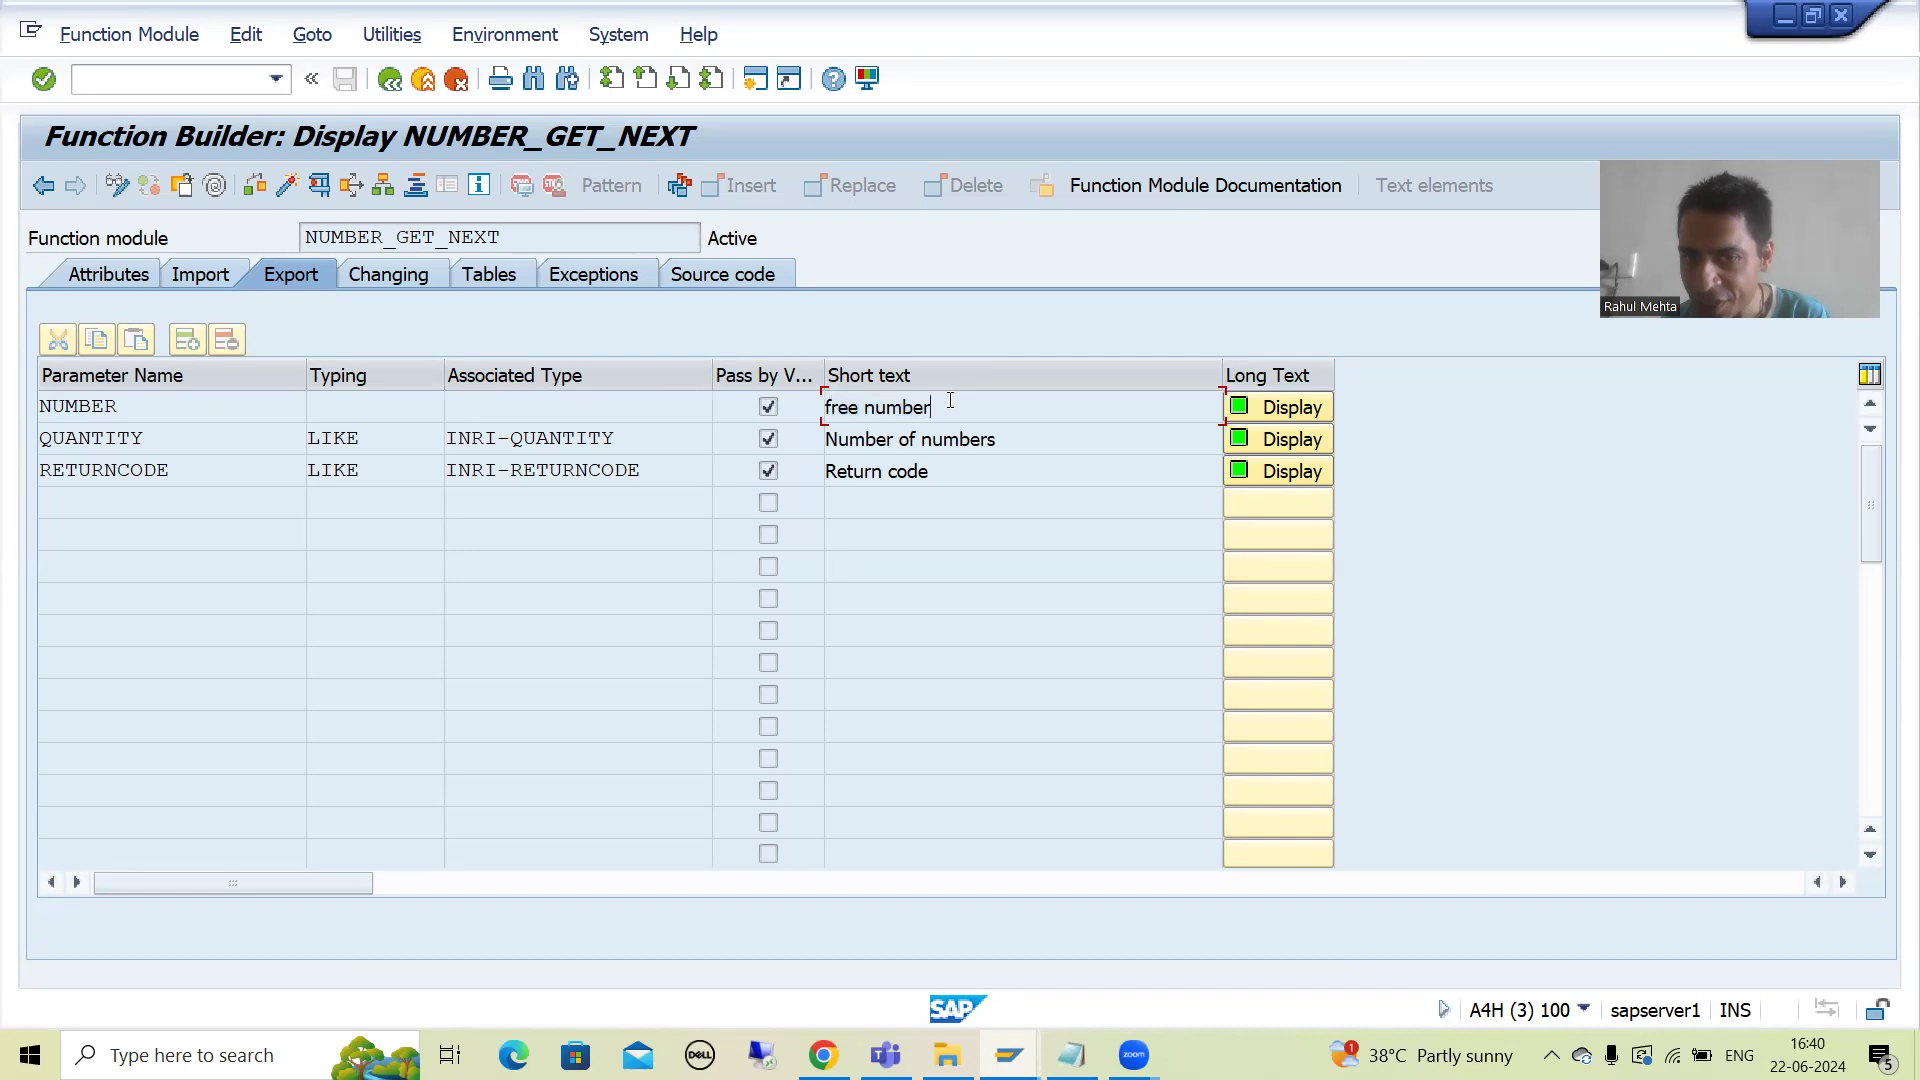 Function Module Edit Goto Utilities Environment System Help
Function Builder: Display NUMBER_GET_NEXT
Pattern Insert Replace Delete Function Module Documentation Text elements
Function module NUMBER_GET_NEXT Active
Attributes Import Export Changing Tables Exceptions Source code
Rahul Mehta
Parameter Name Typing Associated Type Pass by V... Short text Long Text
NUMBER free number Display
QUANTITY LIKE INRI-QUANTITY Number of numbers Display
RETURNCODE LIKE INRI-RETURNCODE Return code Display
SAP
A4H (3) 100 sapserver1 INS
Type here to search
DELL
zoom
1
38°C Partly sunny
ENG
16:40
22-06-2024
5